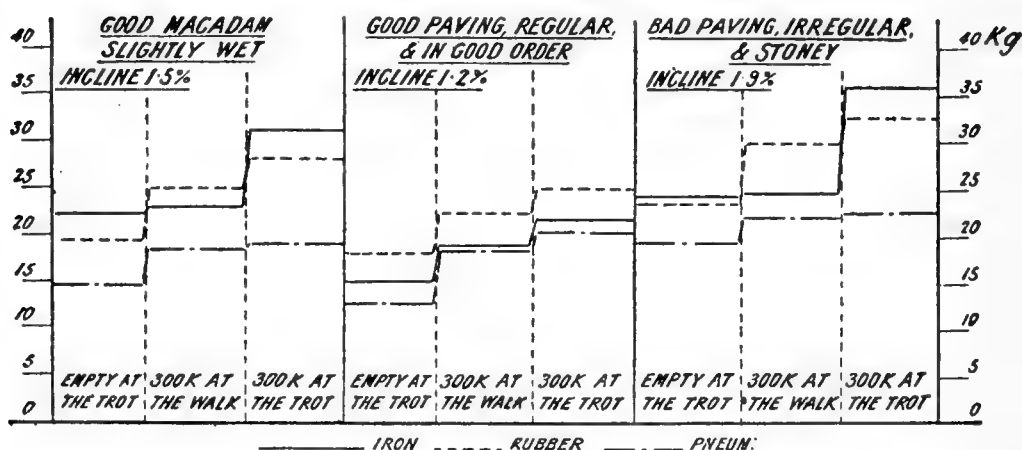 GOOD MACADAM
SLIGHTLY WET
INCLINE 1·5%
GOOD PAVING, REGULAR,
& IN GOOD ORDER
INCLINE 1·2%
BAD PAVING, IRREGULAR,
& STONEY
INCLINE 1·9%
40
35
30
25
20
15
10
5
0
40 Kg
35
30
25
20
15
10
5
0
EMPTY AT
THE TROT
300K AT
THE WALK
300K AT
THE TROT
EMPTY AT
THE TROT
300K AT
THE WALK
300K AT
THE TROT
EMPTY AT
THE TROT
300K AT
THE WALK
300K AT
THE TROT
IRON RUBBER PNEUM: